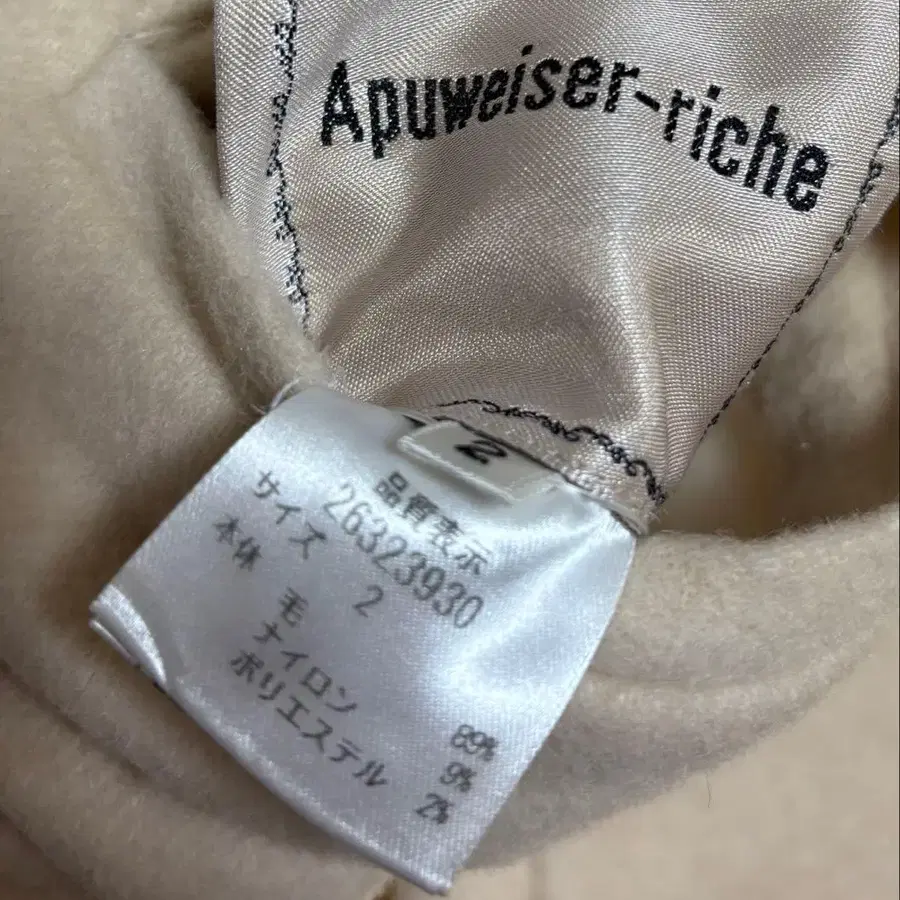 Apuweiser-riche
2
品質表示
26323930
サイズ 2
本体
毛 89%
ナイロン 9%
ポリエステル 2%